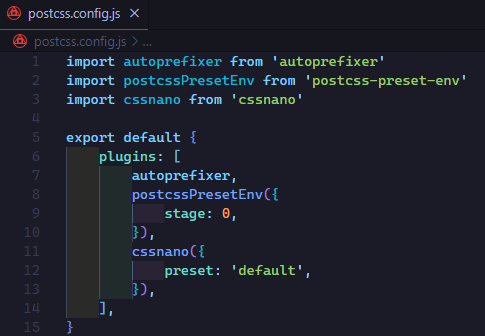 postcss.config.js ×
postcss.config.js > ...
1 import autoprefixer from 'autoprefixer'
2 import postcssPresetEnv from 'postcss-preset-env'
3 import cssnano from 'cssnano'
4
5 export default {
6     plugins: [
7         autoprefixer,
8         postcssPresetEnv({
9             stage: 0,
10         }),
11         cssnano({
12             preset: 'default',
13         }),
14     ],
15 }